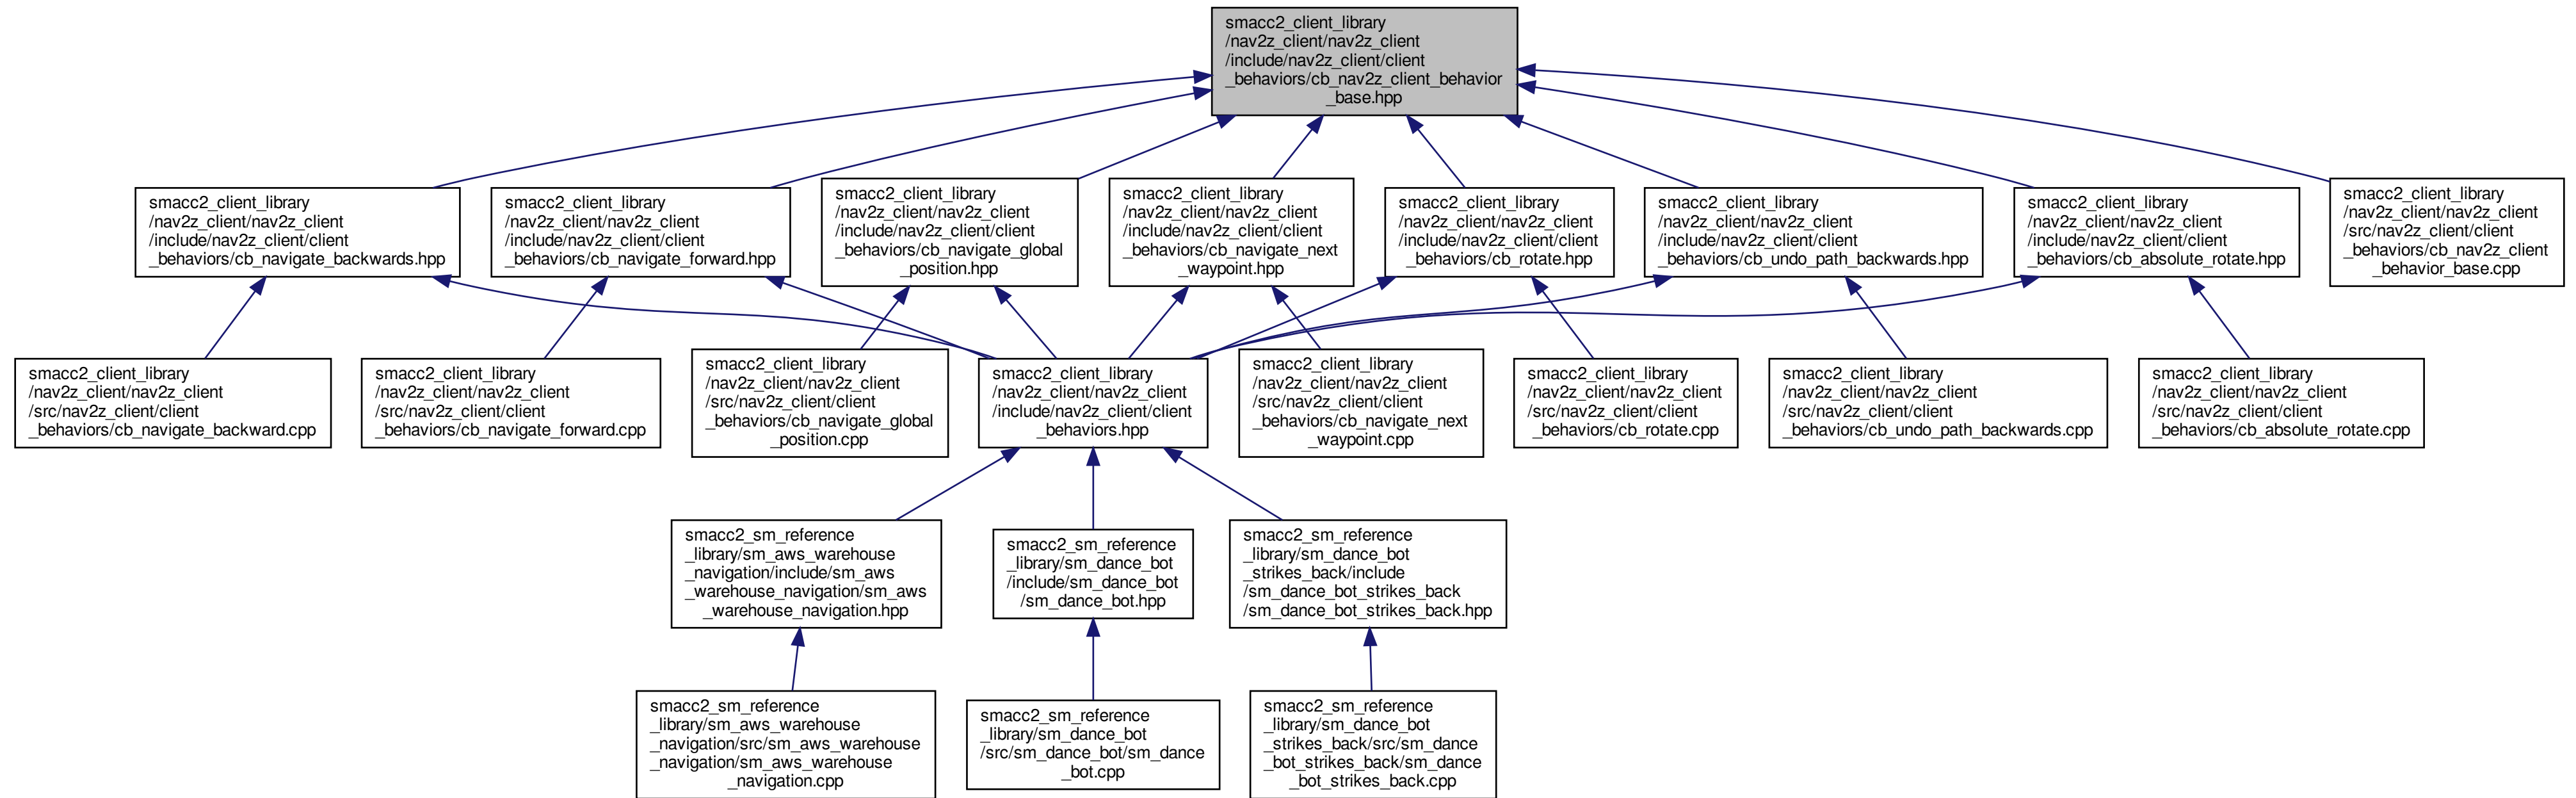 smacc2_client_library
/nav2z_client/nav2z_client
/include/nav2z_client/client
_behaviors/cb_nav2z_client_behavior
_base.hpp
smacc2_client_library
/nav2z_client/nav2z_client
/include/nav2z_client/client
_behaviors/cb_navigate_backwards.hpp
smacc2_client_library
/nav2z_client/nav2z_client
/include/nav2z_client/client
_behaviors/cb_navigate_forward.hpp
smacc2_client_library
/nav2z_client/nav2z_client
/include/nav2z_client/client
_behaviors/cb_navigate_global
_position.hpp
smacc2_client_library
/nav2z_client/nav2z_client
/include/nav2z_client/client
_behaviors/cb_navigate_next
_waypoint.hpp
smacc2_client_library
/nav2z_client/nav2z_client
/include/nav2z_client/client
_behaviors/cb_rotate.hpp
smacc2_client_library
/nav2z_client/nav2z_client
/include/nav2z_client/client
_behaviors/cb_undo_path_backwards.hpp
smacc2_client_library
/nav2z_client/nav2z_client
/include/nav2z_client/client
_behaviors/cb_absolute_rotate.hpp
smacc2_client_library
/nav2z_client/nav2z_client
/src/nav2z_client/client
_behaviors/cb_nav2z_client
_behavior_base.cpp
smacc2_client_library
/nav2z_client/nav2z_client
/src/nav2z_client/client
_behaviors/cb_navigate_backward.cpp
smacc2_client_library
/nav2z_client/nav2z_client
/src/nav2z_client/client
_behaviors/cb_navigate_forward.cpp
smacc2_client_library
/nav2z_client/nav2z_client
/src/nav2z_client/client
_behaviors/cb_navigate_global
_position.cpp
smacc2_client_library
/nav2z_client/nav2z_client
/include/nav2z_client/client
_behaviors.hpp
smacc2_client_library
/nav2z_client/nav2z_client
/src/nav2z_client/client
_behaviors/cb_navigate_next
_waypoint.cpp
smacc2_client_library
/nav2z_client/nav2z_client
/src/nav2z_client/client
_behaviors/cb_rotate.cpp
smacc2_client_library
/nav2z_client/nav2z_client
/src/nav2z_client/client
_behaviors/cb_undo_path_backwards.cpp
smacc2_client_library
/nav2z_client/nav2z_client
/src/nav2z_client/client
_behaviors/cb_absolute_rotate.cpp
smacc2_sm_reference
_library/sm_aws_warehouse
_navigation/include/sm_aws
_warehouse_navigation/sm_aws
_warehouse_navigation.hpp
smacc2_sm_reference
_library/sm_dance_bot
/include/sm_dance_bot
/sm_dance_bot.hpp
smacc2_sm_reference
_library/sm_dance_bot
_strikes_back/include
/sm_dance_bot_strikes_back
/sm_dance_bot_strikes_back.hpp
smacc2_sm_reference
_library/sm_aws_warehouse
_navigation/src/sm_aws_warehouse
_navigation/sm_aws_warehouse
_navigation.cpp
smacc2_sm_reference
_library/sm_dance_bot
/src/sm_dance_bot/sm_dance
_bot.cpp
smacc2_sm_reference
_library/sm_dance_bot
_strikes_back/src/sm_dance
_bot_strikes_back/sm_dance
_bot_strikes_back.cpp